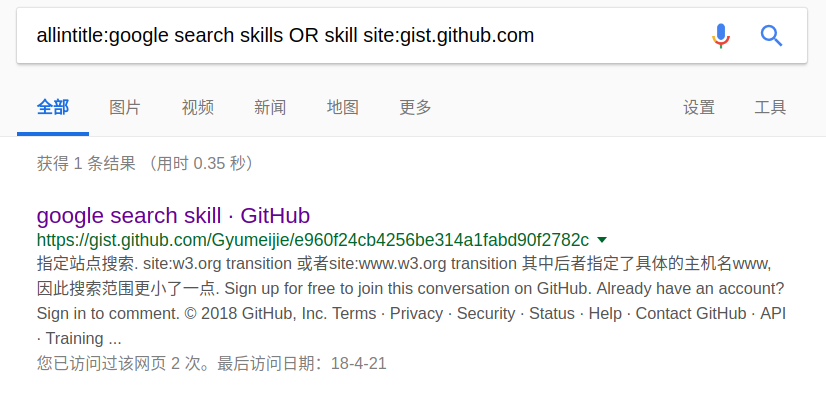 allintitle:google search skills OR skill site:gist.github.com
全部 图片 视频 新闻 地图 更多 设置 工具
获得 1 条结果 （用时 0.35 秒）
google search skill · GitHub
https://gist.github.com/Gyumeijie/e960f24cb4256be314a1fabd90f2782c
指定站点搜索. site:w3.org transition 或者site:www.w3.org transition 其中后者指定了具体的主机名www,
因此搜索范围更小了一点. Sign up for free to join this conversation on GitHub. Already have an account?
Sign in to comment. © 2018 GitHub, Inc. Terms · Privacy · Security · Status · Help · Contact GitHub · API
· Training ...
您已访问过该网页 2 次。最后访问日期：18-4-21